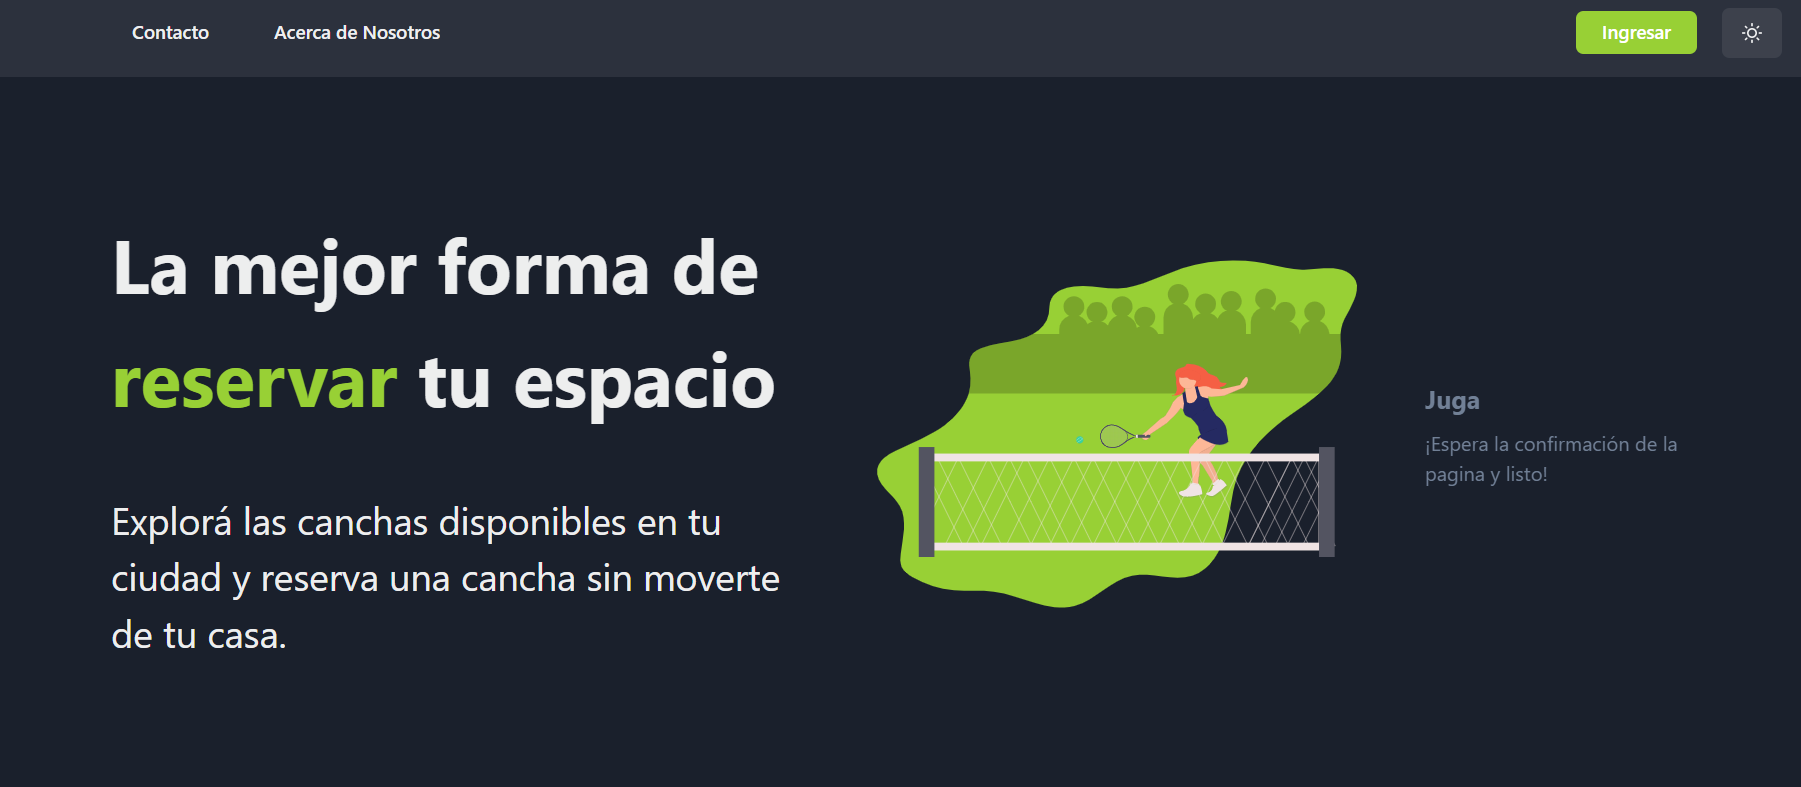 Contacto
Acerca de Nosotros
Ingresar
La mejor forma de
reservar tu espacio
Explorá las canchas disponibles en tu
ciudad y reserva una cancha sin moverte
de tu casa.
Juga
¡Espera la confirmación de la
pagina y listo!